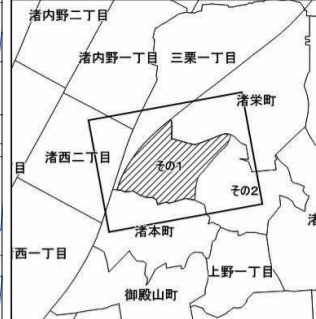 渚内野二丁目
渚内野一丁目
三栗一丁目
渚栄町
渚西二丁目
その1
目
その2
渚
渚本町
西一丁目
上野一丁目
御殿山町